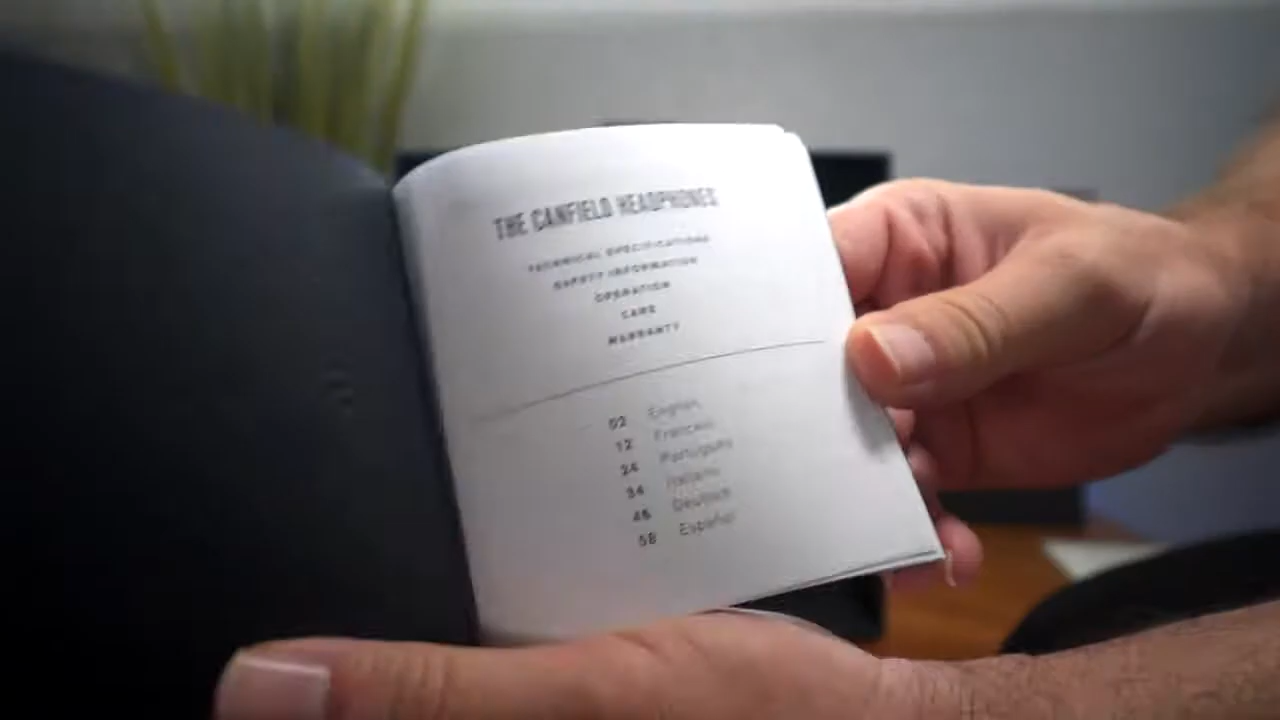 THE CANFIELD HEADPHONES
TECHNICAL SPECIFICATIONS
SAFETY INFORMATION
OPERATION
CARE
WARRANTY
02 English
12 Francais
24 Português
34 Italiano
46 Deutsch
58 Español